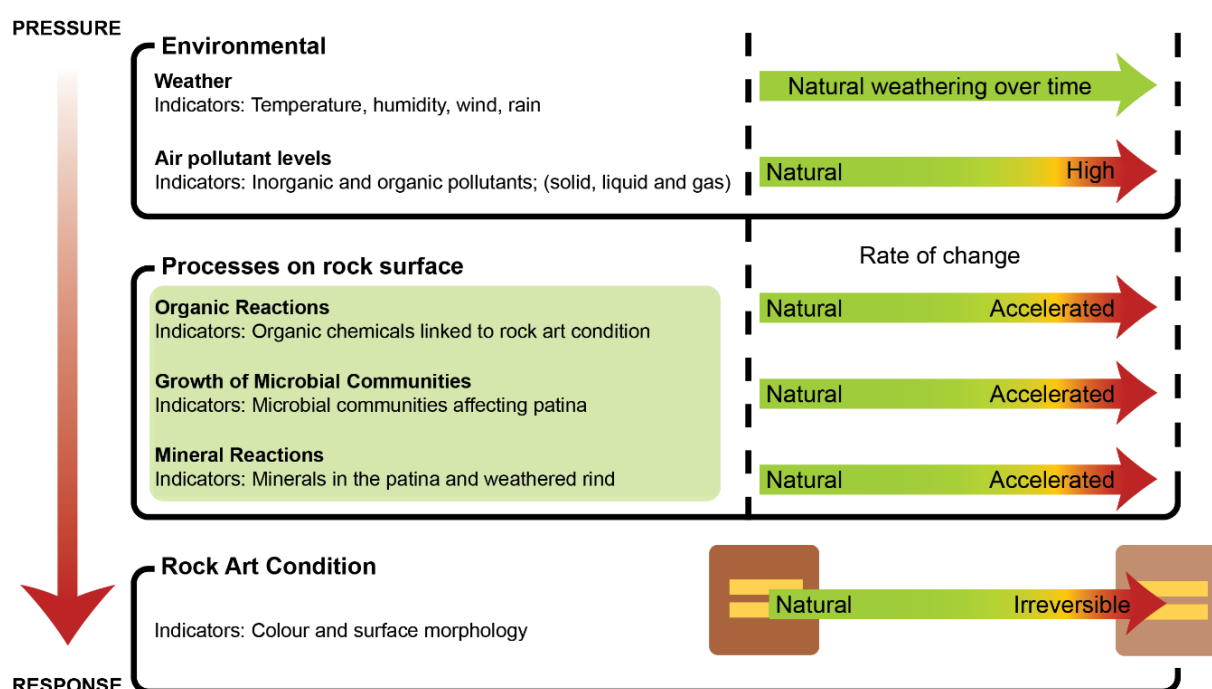 PRESSURE
Environmental
Weather
Indicators: Temperature, humidity, wind, rain
Natural weathering over time
Air pollutant levels
Indicators: Inorganic and organic pollutants; (solid, liquid and gas)
Natural
High
Processes on rock surface
Rate of change
Organic Reactions
Indicators: Organic chemicals linked to rock art condition
Natural
Accelerated
Growth of Microbial Communities
Indicators: Microbial communities affecting patina
Natural
Accelerated
Mineral Reactions
Indicators: Minerals in the patina and weathered rind
Natural
Accelerated
Rock Art Condition
Indicators: Colour and surface morphology
Natural
Irreversible
RESPONSE